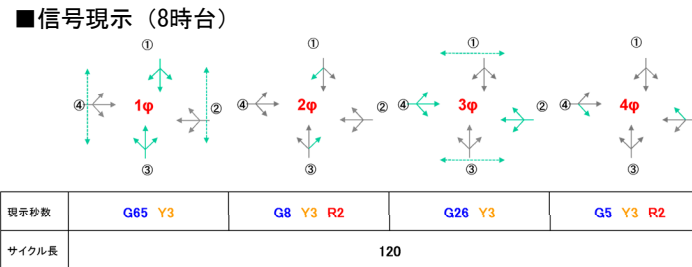 ■信号現示（8時台）
① ① ① ①
④ 1φ ② ④ 2φ ② ④ 3φ ② ④ 4φ
③ ③ ③ ③
現示秒数 G65 Y3 G8 Y3 R2 G26 Y3 G5 Y3 R2
サイクル長 120